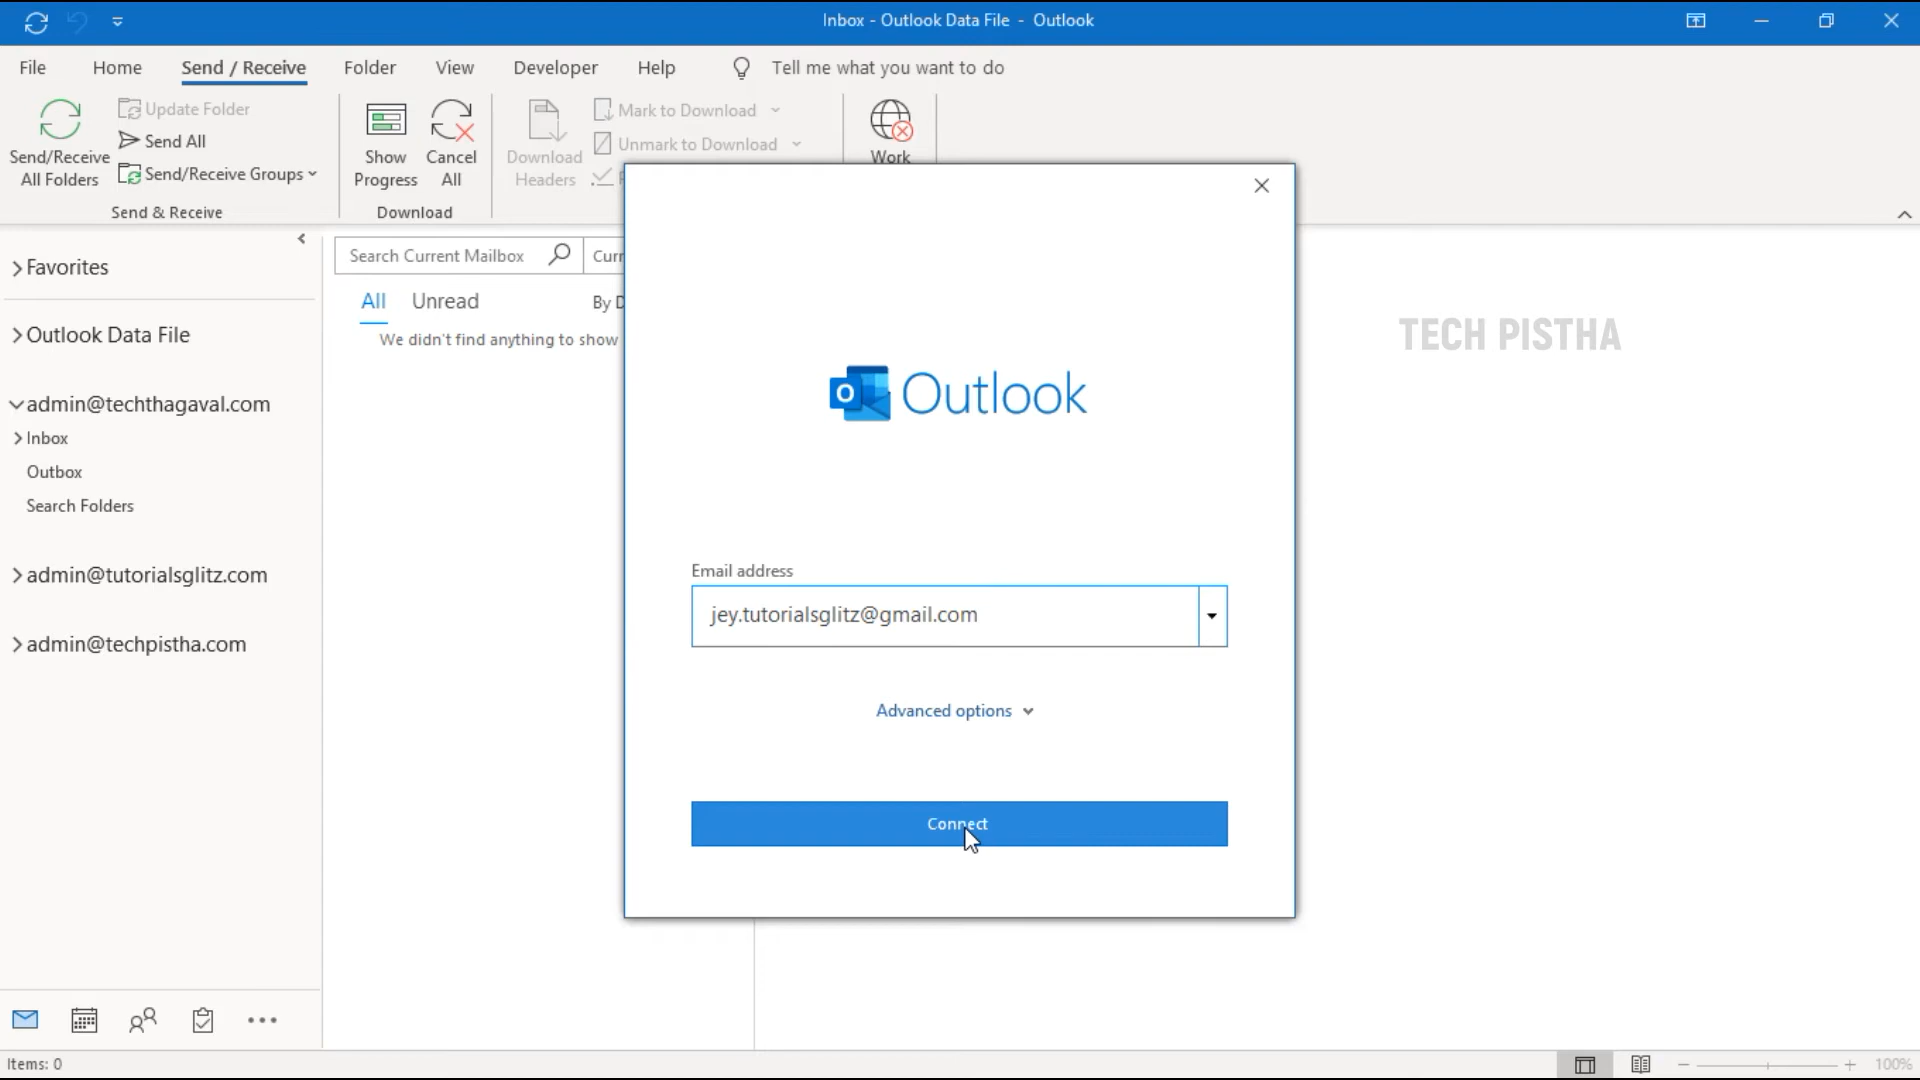 Inbox - Outlook Data File - Outlook
File Home Send / Receive Folder View Developer Help Tell me what you want to do
Send/Receive All Folders
Update Folder
Send All
Send/Receive Groups
Send & Receive
Show Progress
Cancel All
Download
Download Headers
Mark to Download
Unmark to Download
Work
Favorites
Outlook Data File
admin@techthagaval.com
Inbox
Outbox
Search Folders
admin@tutorialsglitz.com
admin@techpistha.com
Search Current Mailbox
Curr
All Unread By D
We didn't find anything to show
Outlook
Email address
jey.tutorialsglitz@gmail.com
Advanced options
Connect
TECH PISTHA
Items: 0
100%